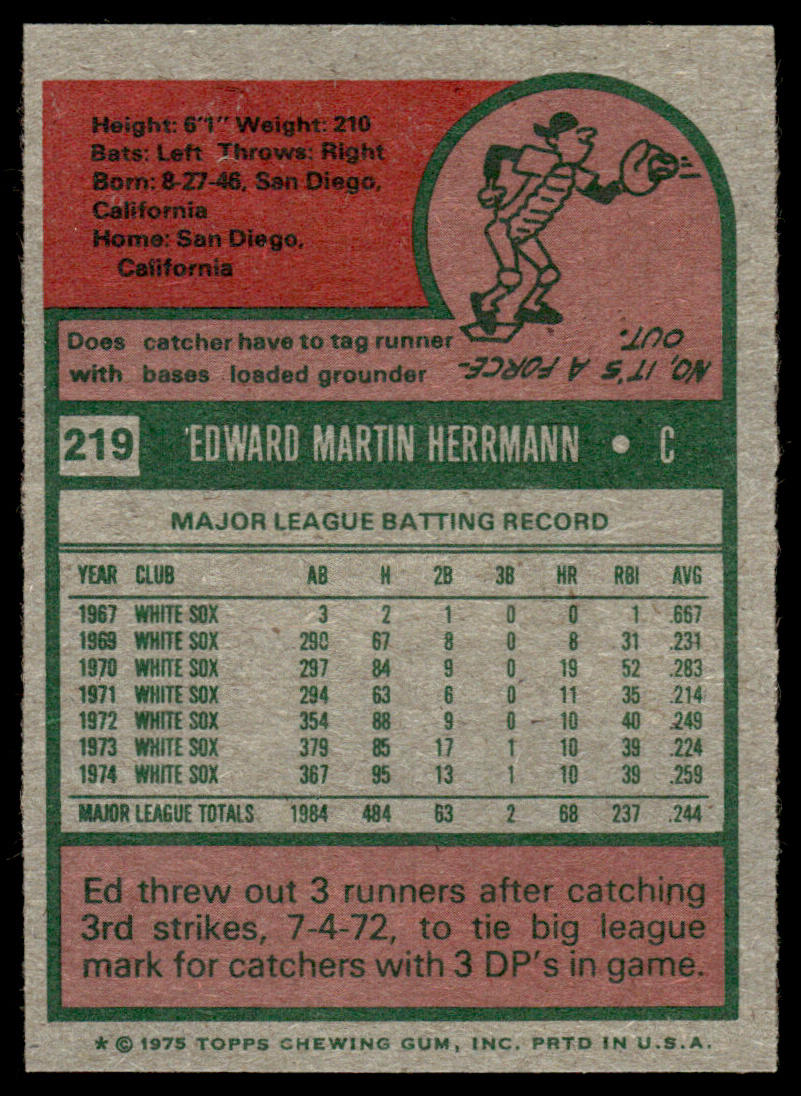 Height: 6'1" Weight: 210
Bats: Left Throws: Right
Born: 8-27-46, San Diego,
California
Home: San Diego,
California
Does catcher have to tag runner
with bases loaded grounder
NO, IT'S A FORCE-
OUT.
219 EDWARD MARTIN HERRMANN • C
MAJOR LEAGUE BATTING RECORD
YEAR CLUB AB H 2B 3B HR RBI AVG
1967 WHITE SOX 3 2 1 0 0 1 .667
1969 WHITE SOX 290 67 8 0 8 31 .231
1970 WHITE SOX 297 84 9 0 19 52 .283
1971 WHITE SOX 294 63 6 0 11 35 .214
1972 WHITE SOX 354 88 9 0 10 40 .249
1973 WHITE SOX 379 85 17 1 10 39 .224
1974 WHITE SOX 367 95 13 1 10 39 .259
MAJOR LEAGUE TOTALS 1984 484 63 2 68 237 .244
Ed threw out 3 runners after catching
3rd strikes, 7-4-72, to tie big league
mark for catchers with 3 DP's in game.
* © 1975 TOPPS CHEWING GUM, INC. PRTD IN U.S.A.